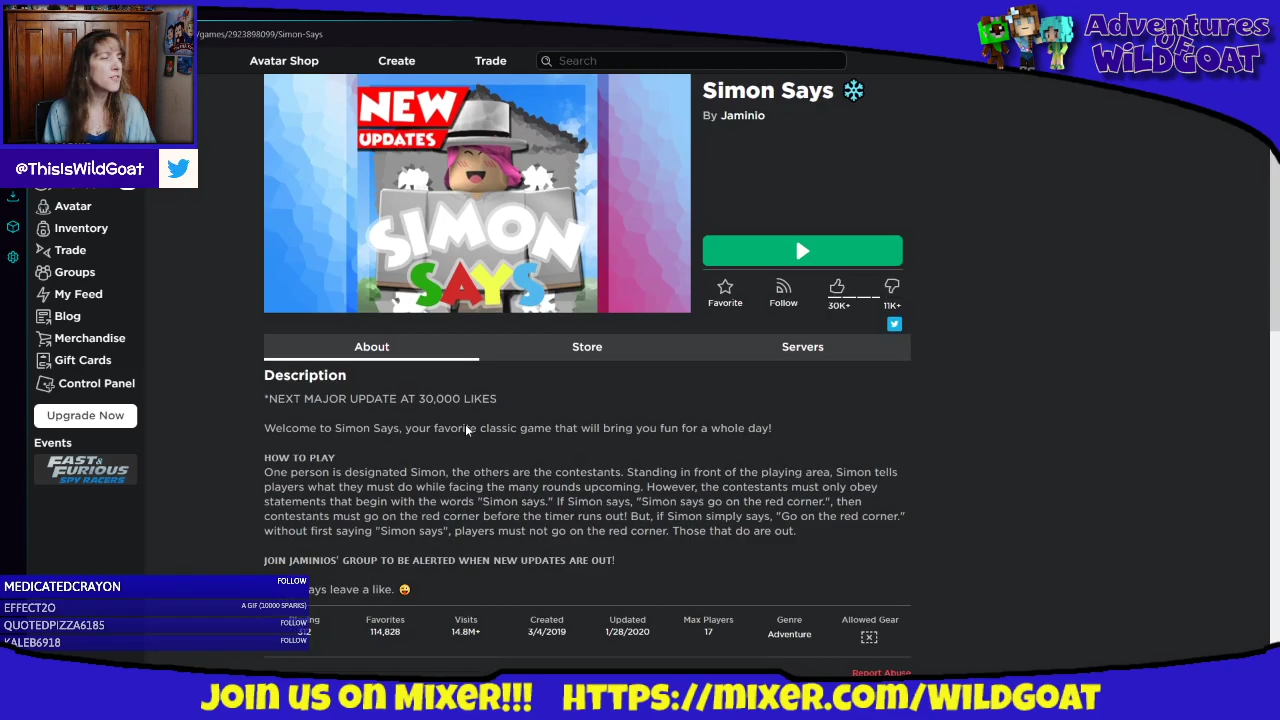 /games/2923898099/Simon-Says
Adventures
OF
WILDGOAT
Avatar Shop
Create
Trade
Search
NEW
UPDATES
SIMON
SAYS
Simon Says
By Jaminio
@ThisIsWildGoat
Avatar
Inventory
Trade
Groups
My Feed
Blog
Merchandise
Gift Cards
Control Panel
Upgrade Now
Events
FAST & FURIOUS
SPY RACERS
Favorite
Follow
30K+
11K+
About
Store
Servers
Description
*NEXT MAJOR UPDATE AT 30,000 LIKES
Welcome to Simon Says, your favorite classic game that will bring you fun for a whole day!
HOW TO PLAY
One person is designated Simon, the others are the contestants. Standing in front of the playing area, Simon tells
players what they must do while facing the many rounds upcoming. However, the contestants must only obey
statements that begin with the words "Simon says." If Simon says, "Simon says go on the red corner.", then
contestants must go on the red corner before the timer runs out! But, if Simon simply says, "Go on the red corner."
without first saying "Simon says", players must not go on the red corner. Those that do are out.
JOIN JAMINIOS' GROUP TO BE ALERTED WHEN NEW UPDATES ARE OUT!
ays leave a like. 😜
MEDICATEDCRAYON FOLLOW
EFFECT2O A GIF (10000 SPARKS)
QUOTEDPIZZA6185 FOLLOW
KALEB6918 FOLLOW
Favorites
114,828
Visits
14.8M+
Created
3/4/2019
Updated
1/28/2020
Max Players
17
Genre
Adventure
Allowed Gear
Report Abuse
Join us on Mixer!!! https://mixer.com/WildGoat